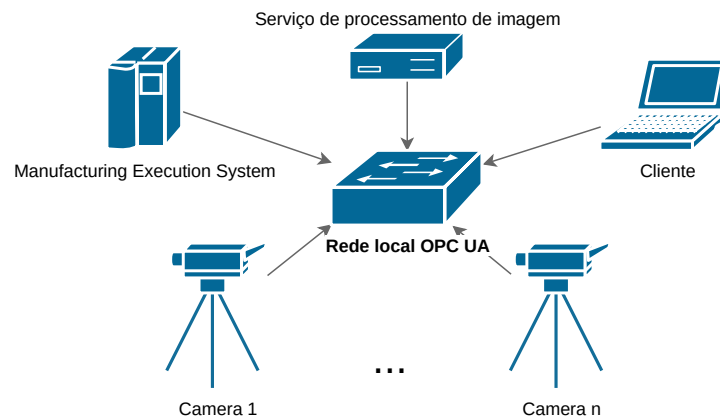 Serviço de processamento de imagem
Manufacturing Execution System
Cliente
Rede local OPC UA
...
Camera 1
Camera n